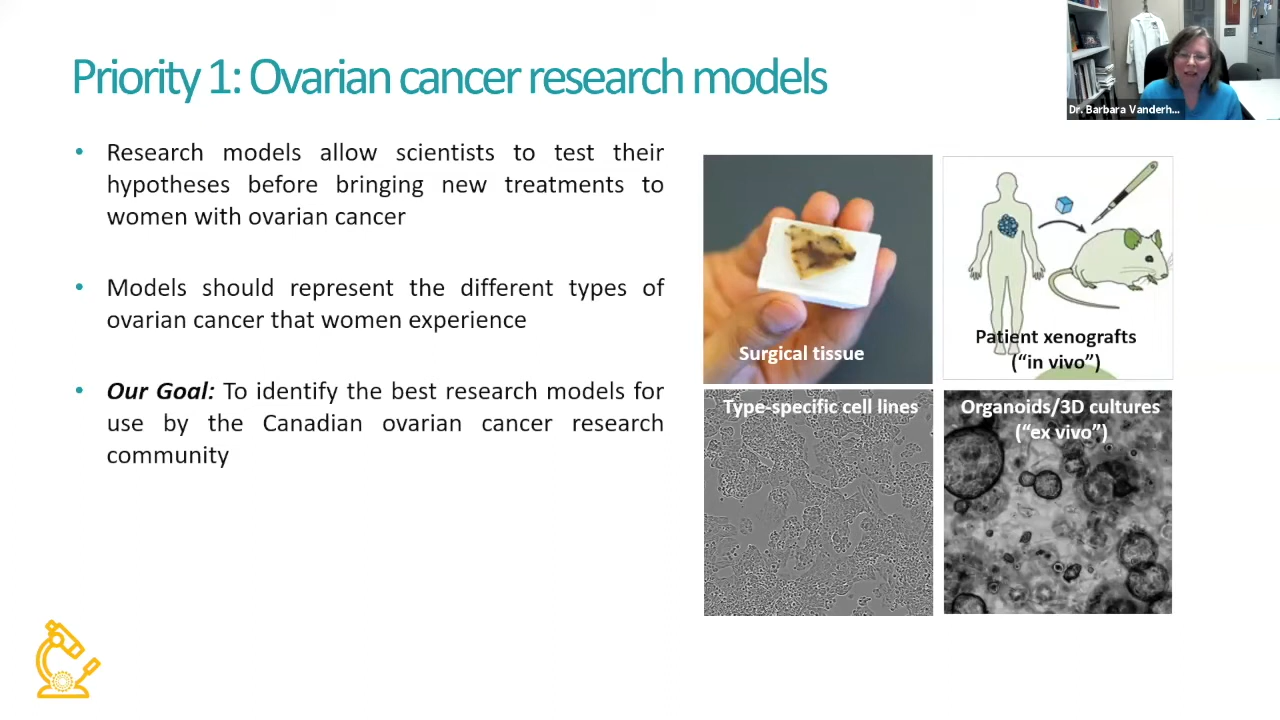 Priority 1: Ovarian cancer research models
Dr. Barbara Vanderh...
• Research models allow scientists to test their
hypotheses before bringing new treatments to
women with ovarian cancer
• Models should represent the different types of
ovarian cancer that women experience
• Our Goal: To identify the best research models for
use by the Canadian ovarian cancer research
community
Surgical tissue
Patient xenografts
(“in vivo”)
Type-specific cell lines
Organoids/3D cultures
(“ex vivo”)